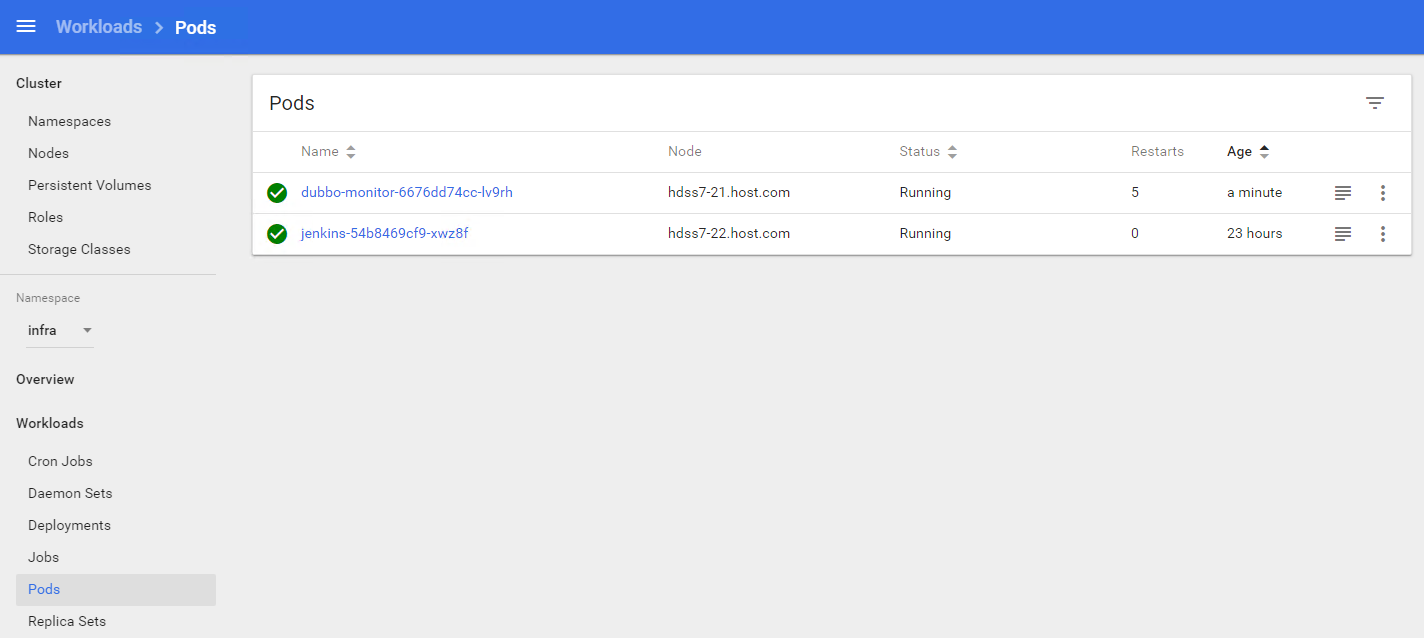 Workloads > Pods
Cluster
Namespaces
Nodes
Persistent Volumes
Roles
Storage Classes
Namespace
infra
Overview
Workloads
Cron Jobs
Daemon Sets
Deployments
Jobs
Pods
Replica Sets
Pods
Name Node Status Restarts Age
dubbo-monitor-6676dd74cc-lv9rh hdss7-21.host.com Running 5 a minute
jenkins-54b8469cf9-xwz8f hdss7-22.host.com Running 0 23 hours